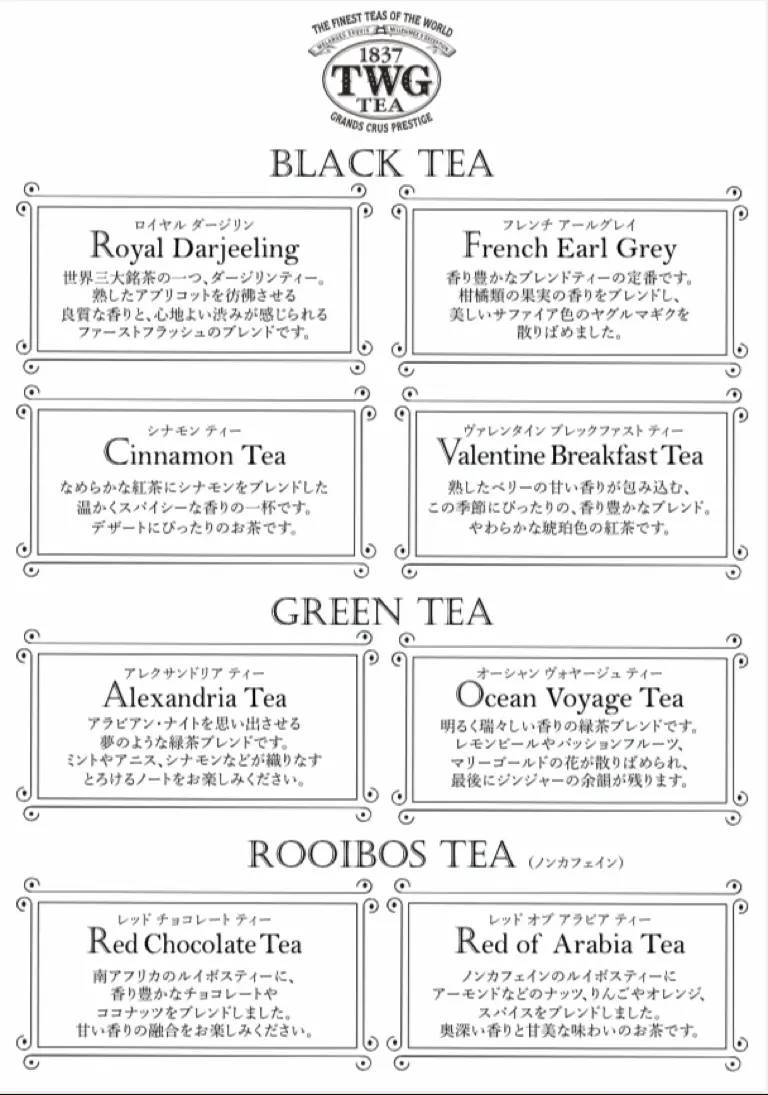 THE FINEST TEAS OF THE WORLD
1837
TWG
TEA
GRANDS CRUS PRESTIGE
BLACK TEA
ロイヤル ダージリン
Royal Darjeeling
世界三大銘茶の一つ、ダージリンティー。
熟したアプリコットを彷彿させる
良質な香りと、心地よい渋みが感じられる
ファーストフラッシュのブレンドです。
フレンチ アールグレイ
French Earl Grey
香り豊かなブレンドティーの定番です。
柑橘類の果実の香りをブレンドし、
美しいサファイア色のヤグルマギクを
散りばめました。
シナモン ティー
Cinnamon Tea
なめらかな紅茶にシナモンをブレンドした
温かくスパイシーな香りの一杯です。
デザートにぴったりのお茶です。
ヴァレンタイン ブレックファスト ティー
Valentine Breakfast Tea
熟したベリーの甘い香りが包み込む、
この季節にぴったりの、香り豊かなブレンド。
やわらかな琥珀色の紅茶です。
GREEN TEA
アレクサンドリア ティー
Alexandria Tea
アラビアン・ナイトを思い出させる
夢のような緑茶ブレンドです。
ミントやアニス、シナモンなどが織りなす
とろけるノートをお楽しみください。
オーシャン ヴォヤージュ ティー
Ocean Voyage Tea
明るく瑞々しい香りの緑茶ブレンドです。
レモンピールやパッションフルーツ、
マリーゴールドの花が散りばめられ、
最後にジンジャーの余韻が残ります。
ROOIBOS TEA (ノンカフェイン)
レッド チョコレート ティー
Red Chocolate Tea
南アフリカのルイボスティーに、
香り豊かなチョコレートや
ココナッツをブレンドしました。
甘い香りの融合をお楽しみください。
レッド オブ アラビア ティー
Red of Arabia Tea
ノンカフェインのルイボスティーに
アーモンドなどのナッツ、りんごやオレンジ、
スパイスをブレンドしました。
奥深い香りと甘美な味わいのお茶です。